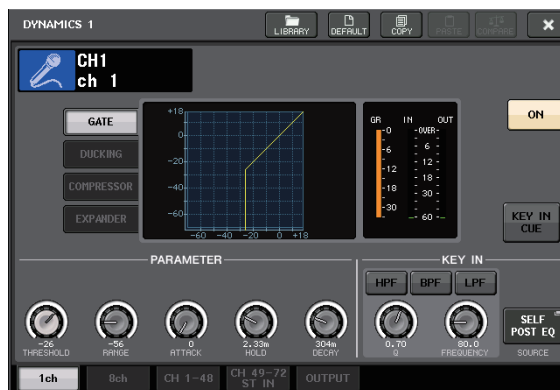 DYNAMICS 1
LIBRARY DEFAULT COPY PASTE COMPARE
CH1
ch 1
GATE
DUCKING
COMPRESSOR
EXPANDER
+18
0
-20
-40
-60
-60 -40 -20 0 +18
GR IN OUT
0 -OVER-
6 6
12 12
18 18
30 30
60
ON
KEY IN
CUE
PARAMETER
KEY IN
HPF BPF LPF
-26 -56 0 2.33m 304m 0.70 80.0
THRESHOLD RANGE ATTACK HOLD DECAY Q FREQUENCY
SELF
POST EQ
SOURCE
1ch 8ch CH 1-48 CH 49-72
ST IN OUTPUT